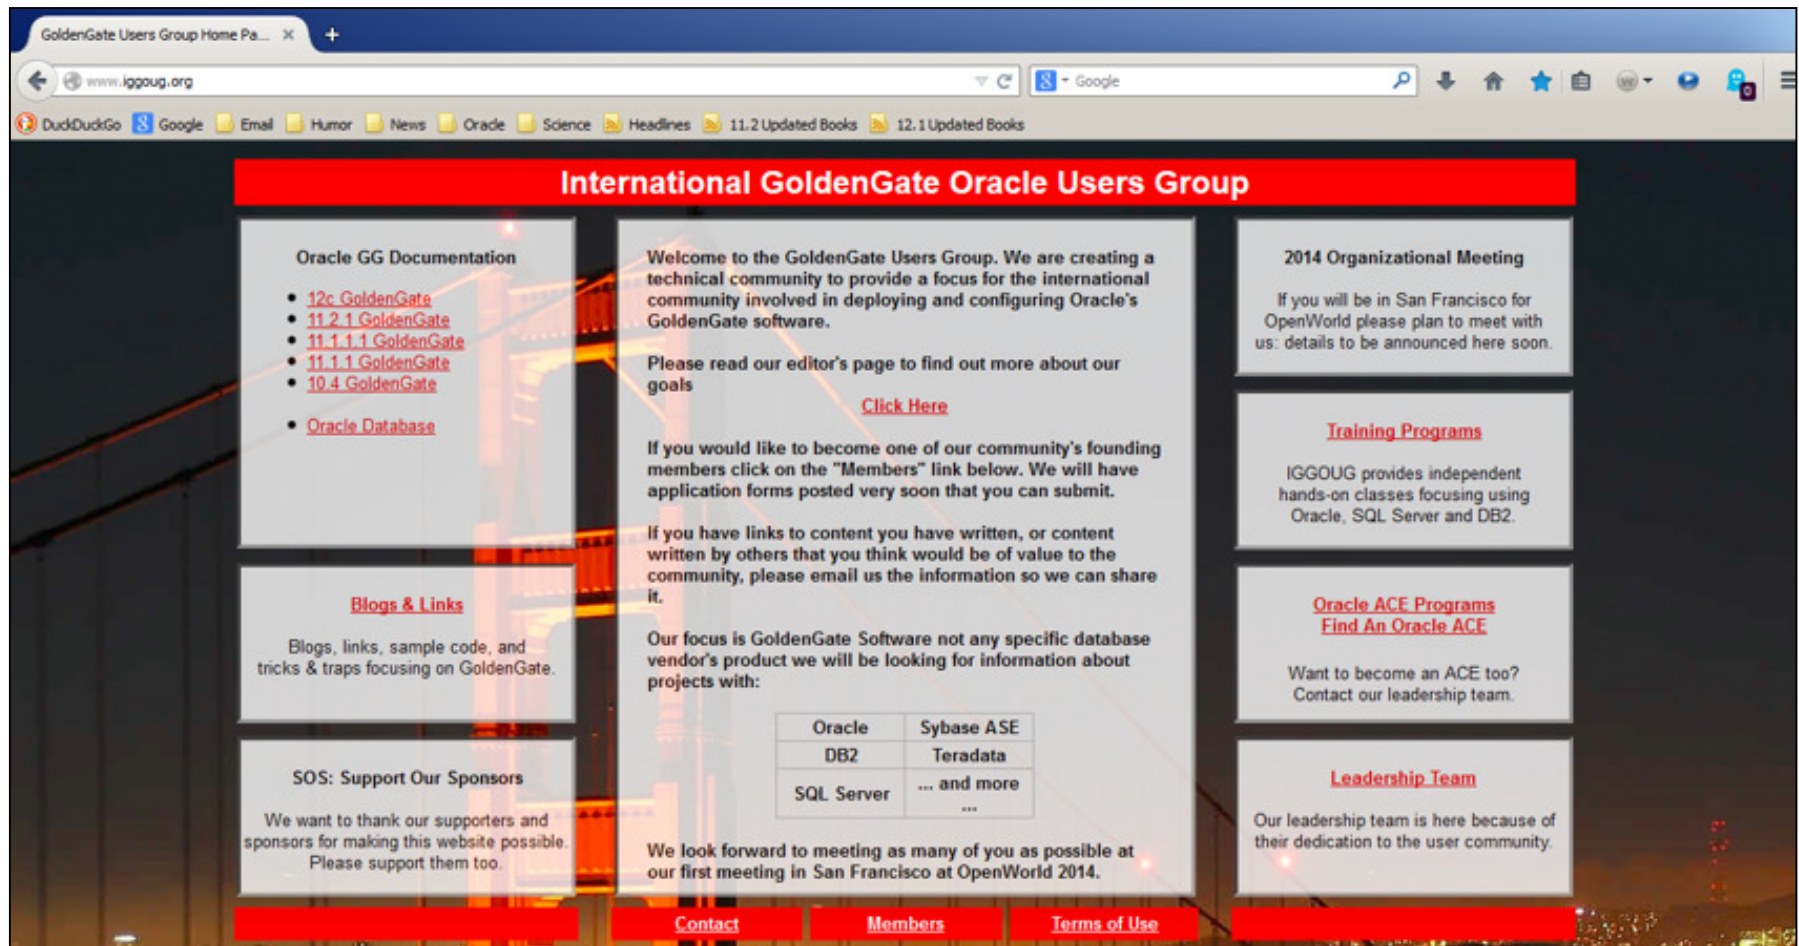 GoldenGate Users Group Home Pa...
www.iggoug.org
Google
DuckDuckGo Google Email Humor News Oracle Science Headlines 11.2 Updated Books 12.1 Updated Books
International GoldenGate Oracle Users Group
Oracle GG Documentation
12c GoldenGate
11.2.1 GoldenGate
11.1.1.1 GoldenGate
11.1.1 GoldenGate
10.4 GoldenGate
Oracle Database
Blogs & Links
Blogs, links, sample code, and
tricks & traps focusing on GoldenGate.
SOS: Support Our Sponsors
We want to thank our supporters and
sponsors for making this website possible.
Please support them too.
Welcome to the GoldenGate Users Group. We are creating a
technical community to provide a focus for the international
community involved in deploying and configuring Oracle's
GoldenGate software.
Please read our editor's page to find out more about our
goals
Click Here
If you would like to become one of our community's founding
members click on the "Members" link below. We will have
application forms posted very soon that you can submit.
If you have links to content you have written, or content
written by others that you think would be of value to the
community, please email us the information so we can share
it.
Our focus is GoldenGate Software not any specific database
vendor's product we will be looking for information about
projects with:
Oracle Sybase ASE
DB2 Teradata
SQL Server ... and more
...
We look forward to meeting as many of you as possible at
our first meeting in San Francisco at OpenWorld 2014.
2014 Organizational Meeting
If you will be in San Francisco for
OpenWorld please plan to meet with
us: details to be announced here soon.
Training Programs
IGGOUG provides independent
hands-on classes focusing using
Oracle, SQL Server and DB2.
Oracle ACE Programs
Find An Oracle ACE
Want to become an ACE too?
Contact our leadership team.
Leadership Team
Our leadership team is here because of
their dedication to the user community.
Contact Members Terms of Use